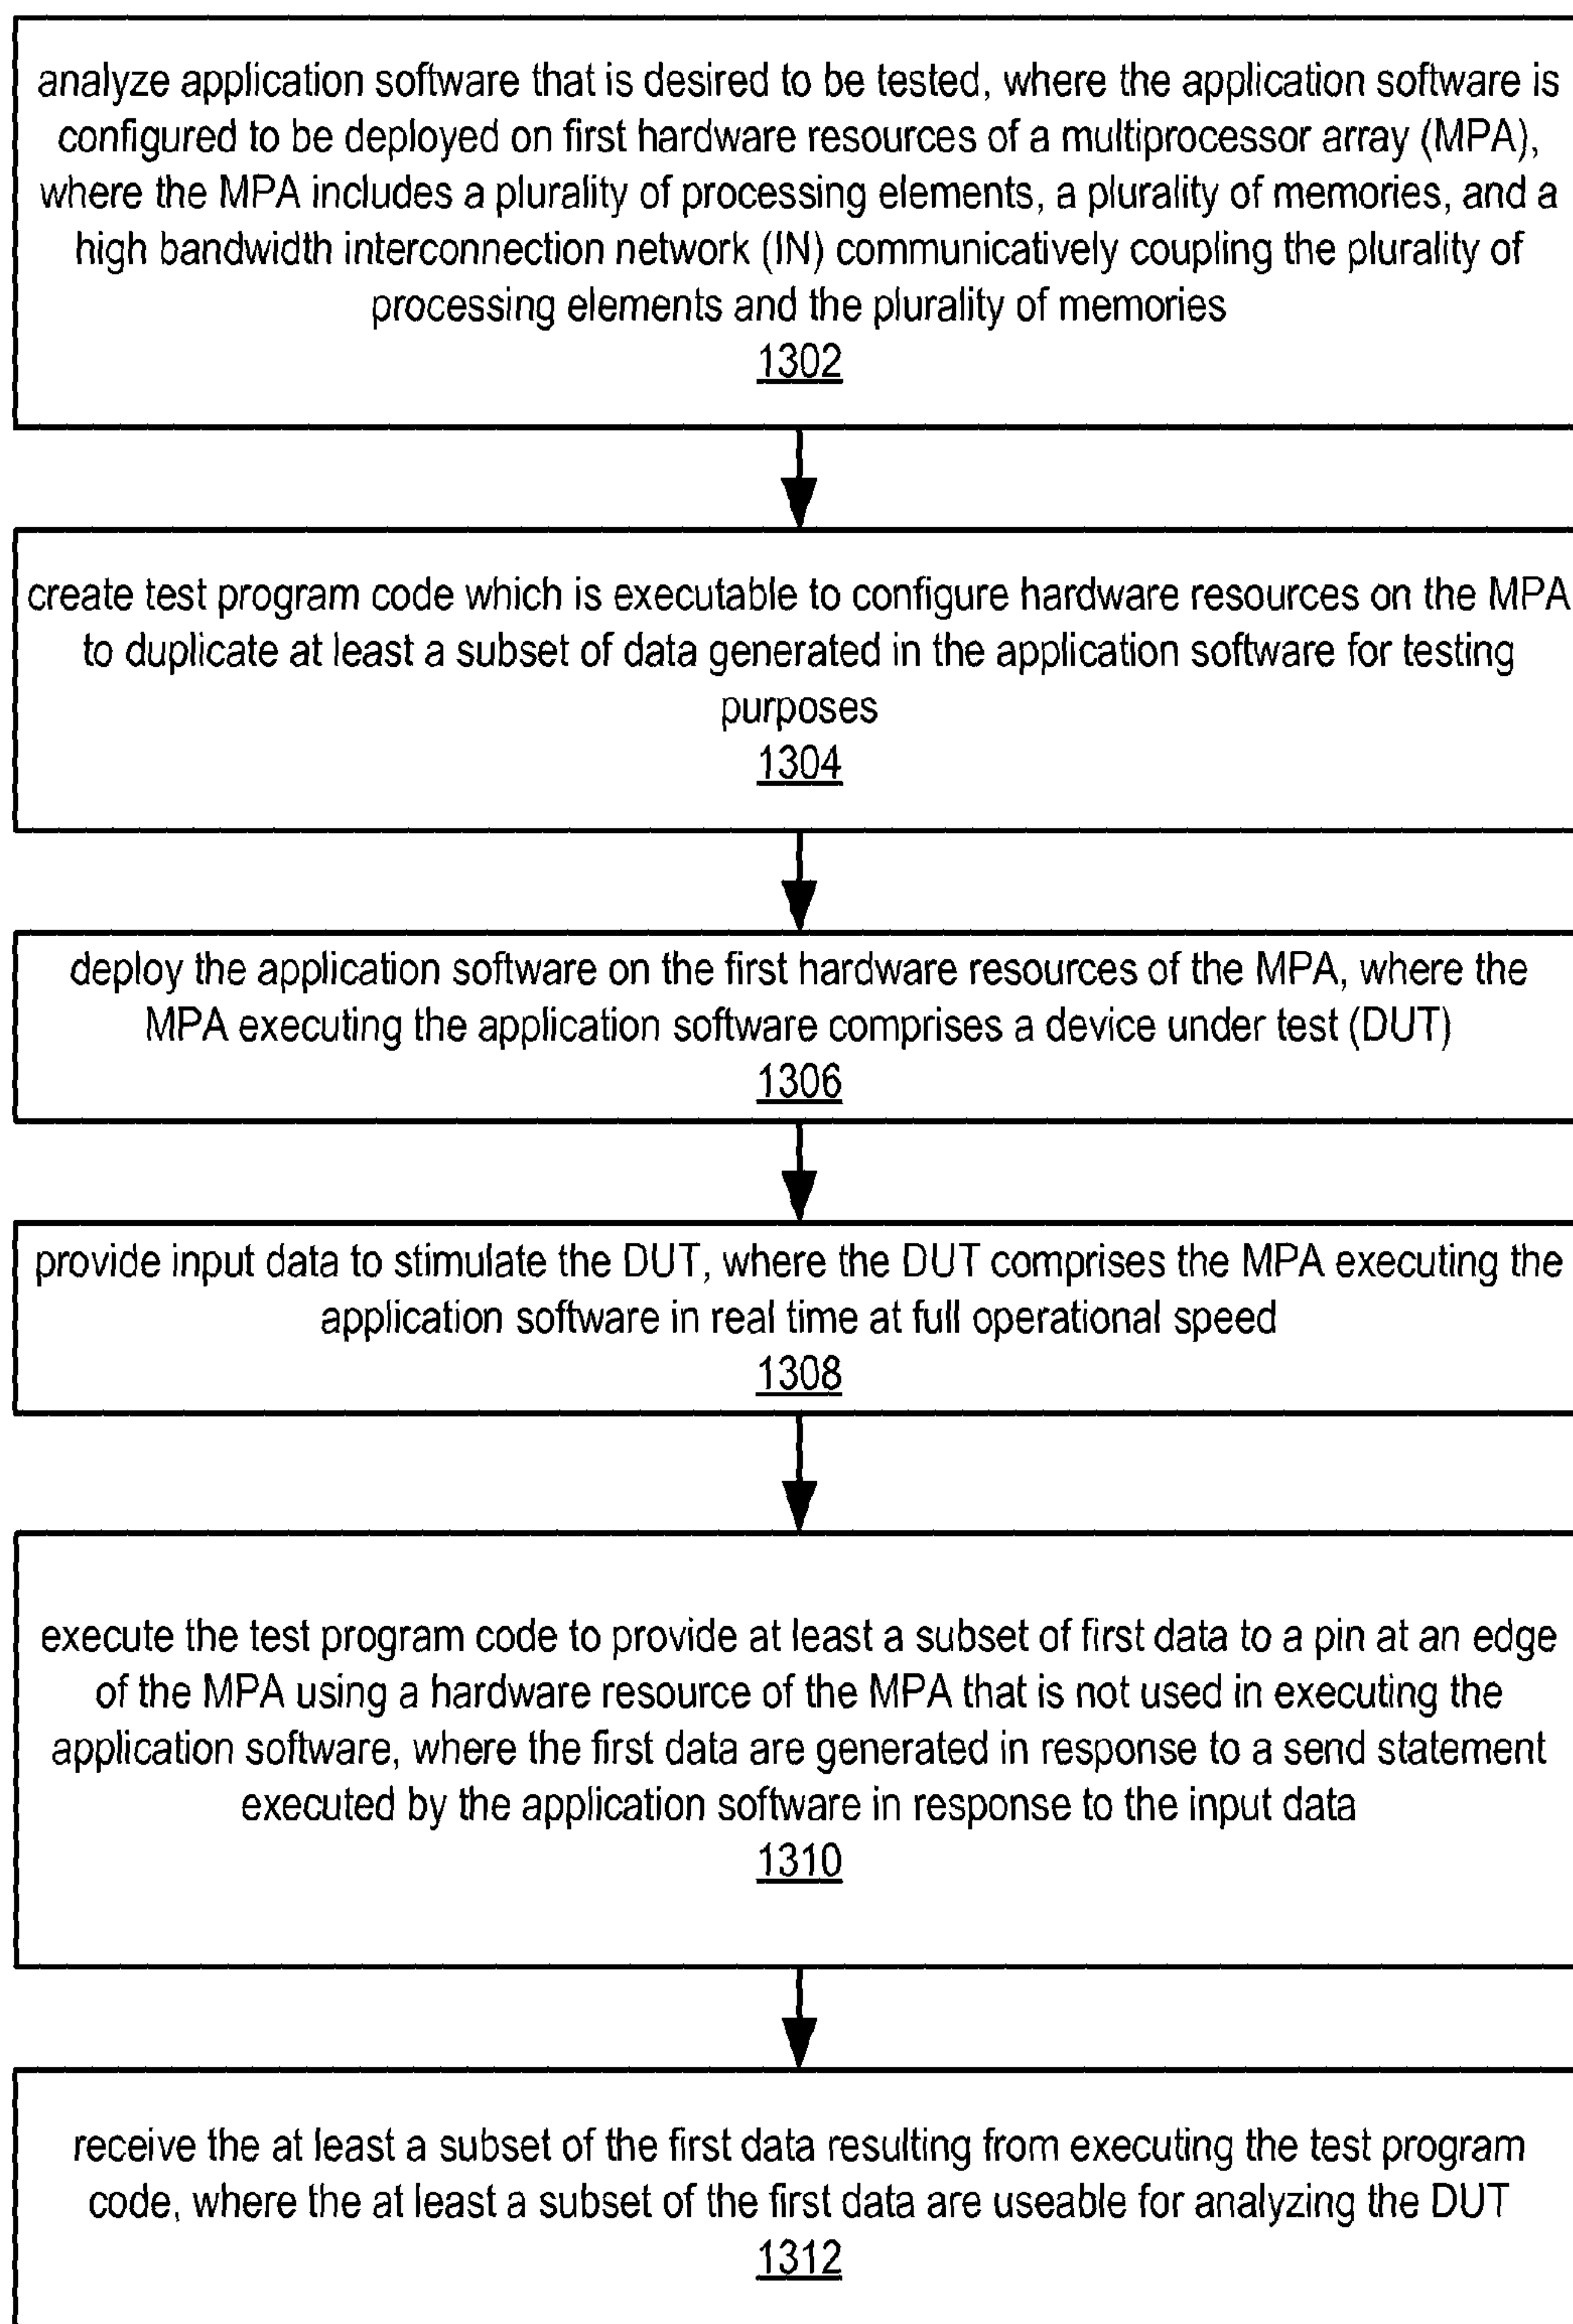 analyze application software that is desired to be tested, where the application software is
configured to be deployed on first hardware resources of a multiprocessor array (MPA),
where the MPA includes a plurality of processing elements, a plurality of memories, and a
high bandwidth interconnection network (IN) communicatively coupling the plurality of
processing elements and the plurality of memories
1302
create test program code which is executable to configure hardware resources on the MPA
to duplicate at least a subset of data generated in the application software for testing
purposes
1304
deploy the application software on the first hardware resources of the MPA, where the
MPA executing the application software comprises a device under test (DUT)
1306
provide input data to stimulate the DUT, where the DUT comprises the MPA executing the
application software in real time at full operational speed
1308
execute the test program code to provide at least a subset of first data to a pin at an edge
of the MPA using a hardware resource of the MPA that is not used in executing the
application software, where the first data are generated in response to a send statement
executed by the application software in response to the input data
1310
receive the at least a subset of the first data resulting from executing the test program
code, where the at least a subset of the first data are useable for analyzing the DUT
1312